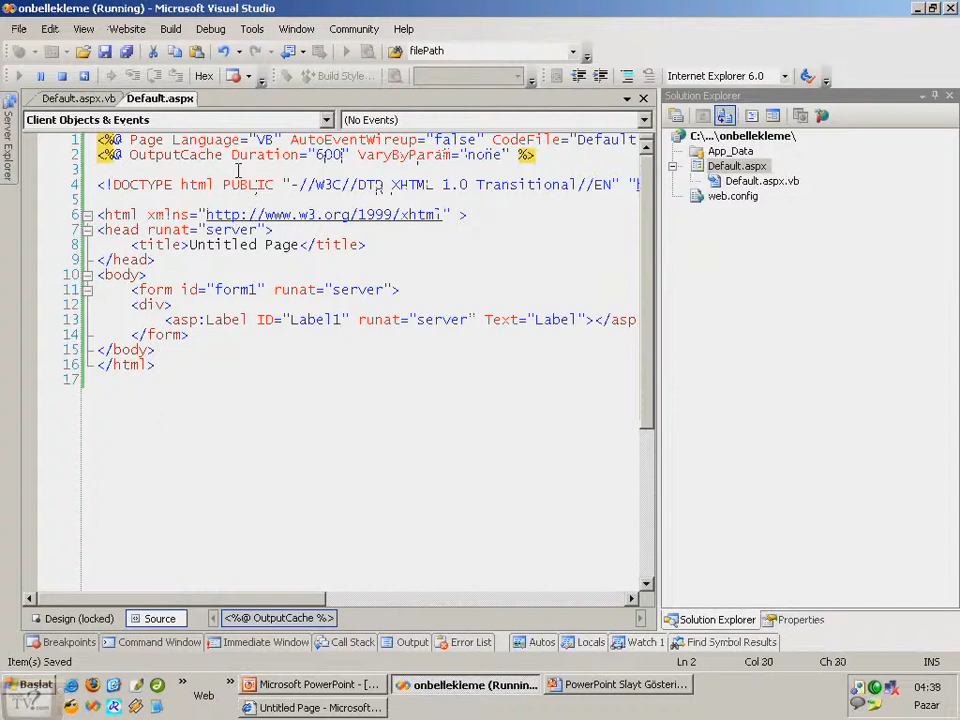 onbellekleme (Running) - Microsoft Visual Studio
File Edit View Website Build Debug Tools Window Community Help
filePath
Hex Build Style... Internet Explorer 6.0
Default.aspx.vb Default.aspx
Client Objects & Events (No Events)
1 <%@ Page Language="VB" AutoEventWireup="false" CodeFile="Default
2 <%@ OutputCache Duration="600" VaryByParam="none" %>
3
4 <!DOCTYPE html PUBLIC "-//W3C//DTD XHTML 1.0 Transitional//EN" "h
5
6 <html xmlns="http://www.w3.org/1999/xhtml" >
7 <head runat="server">
8 <title>Untitled Page</title>
9 </head>
10 <body>
11 <form id="form1" runat="server">
12 <div>
13 <asp:Label ID="Label1" runat="server" Text="Label"></asp
14 </form>
15 </body>
16 </html>
17
Server Explorer
Solution Explorer
C:\...\onbellekleme\
App_Data
Default.aspx
Default.aspx.vb
web.config
Design (locked) Source <%@ OutputCache %>
Solution Explorer Properties
Breakpoints Command Window Immediate Window Call Stack Output Error List Autos Locals Watch 1 Find Symbol Results
Item(s) Saved Ln 2 Col 30 Ch 30 INS
Başlat Web Microsoft PowerPoint - [... onbellekleme (Runnin... PowerPoint Slayt Gösteri... 04:38
Untitled Page - Microsoft... Pazar
TV?